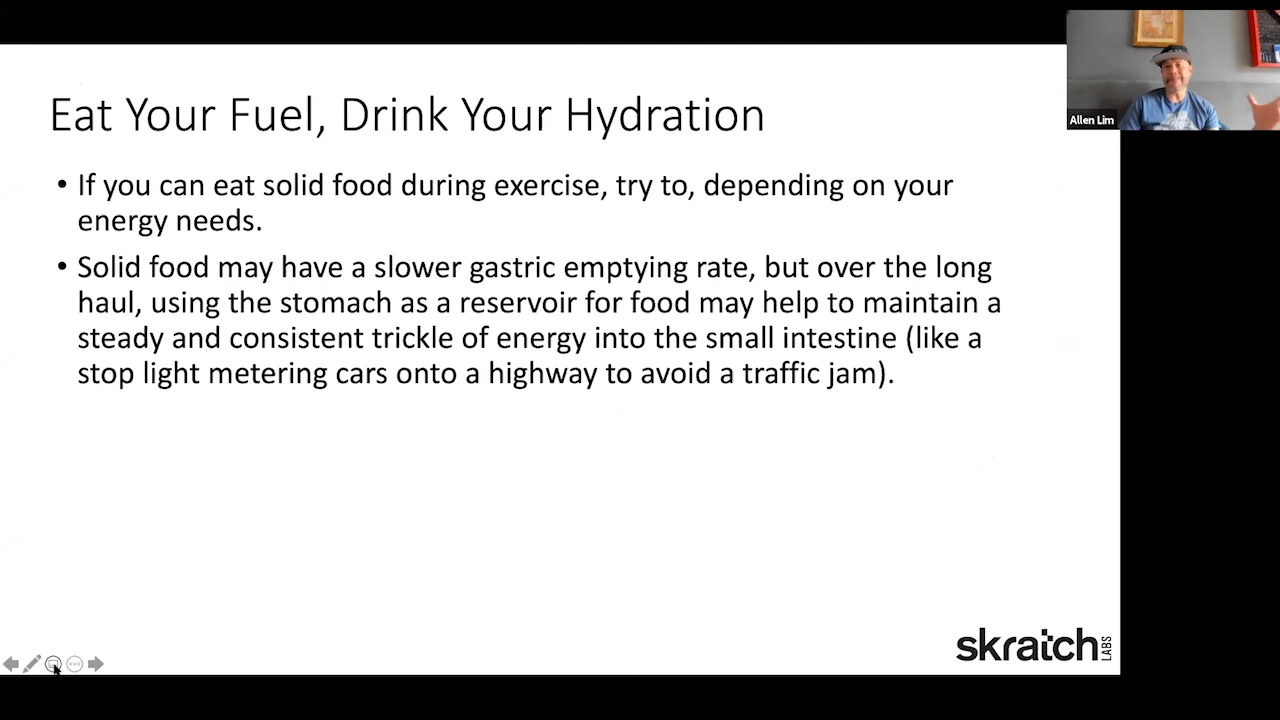 Eat Your Fuel, Drink Your Hydration
• If you can eat solid food during exercise, try to, depending on your
energy needs.
• Solid food may have a slower gastric emptying rate, but over the long
haul, using the stomach as a reservoir for food may help to maintain a
steady and consistent trickle of energy into the small intestine (like a
stop light metering cars onto a highway to avoid a traffic jam).
Allen Lim
skratch LABS